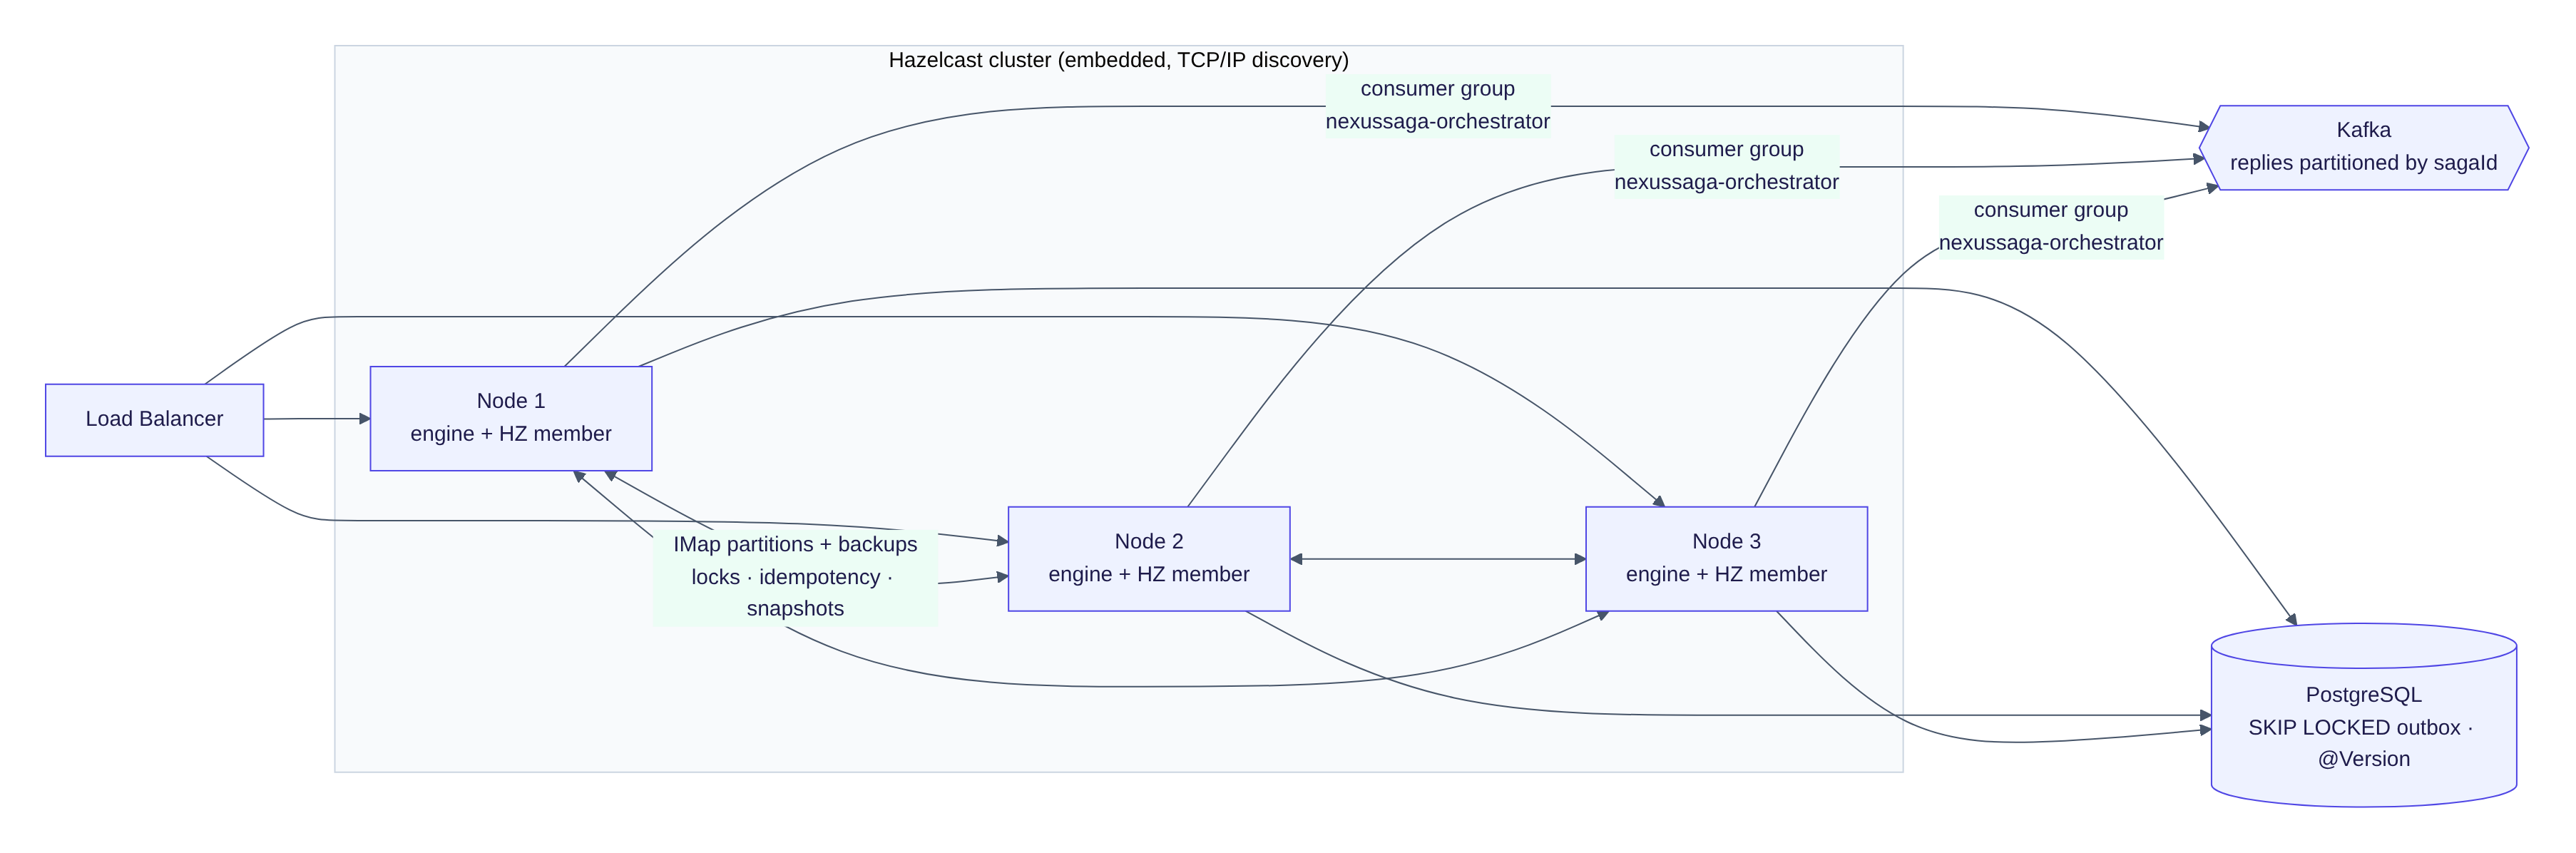 Hazelcast cluster (embedded, TCP/IP discovery)
consumer group
nexussaga-orchestrator
consumer group
nexussaga-orchestrator
consumer group
nexussaga-orchestrator
Kafka
replies partitioned by sagaId
Load Balancer
Node 1
engine + HZ member
IMap partitions + backups
locks · idempotency ·
snapshots
Node 2
engine + HZ member
Node 3
engine + HZ member
PostgreSQL
SKIP LOCKED outbox ·
@Version